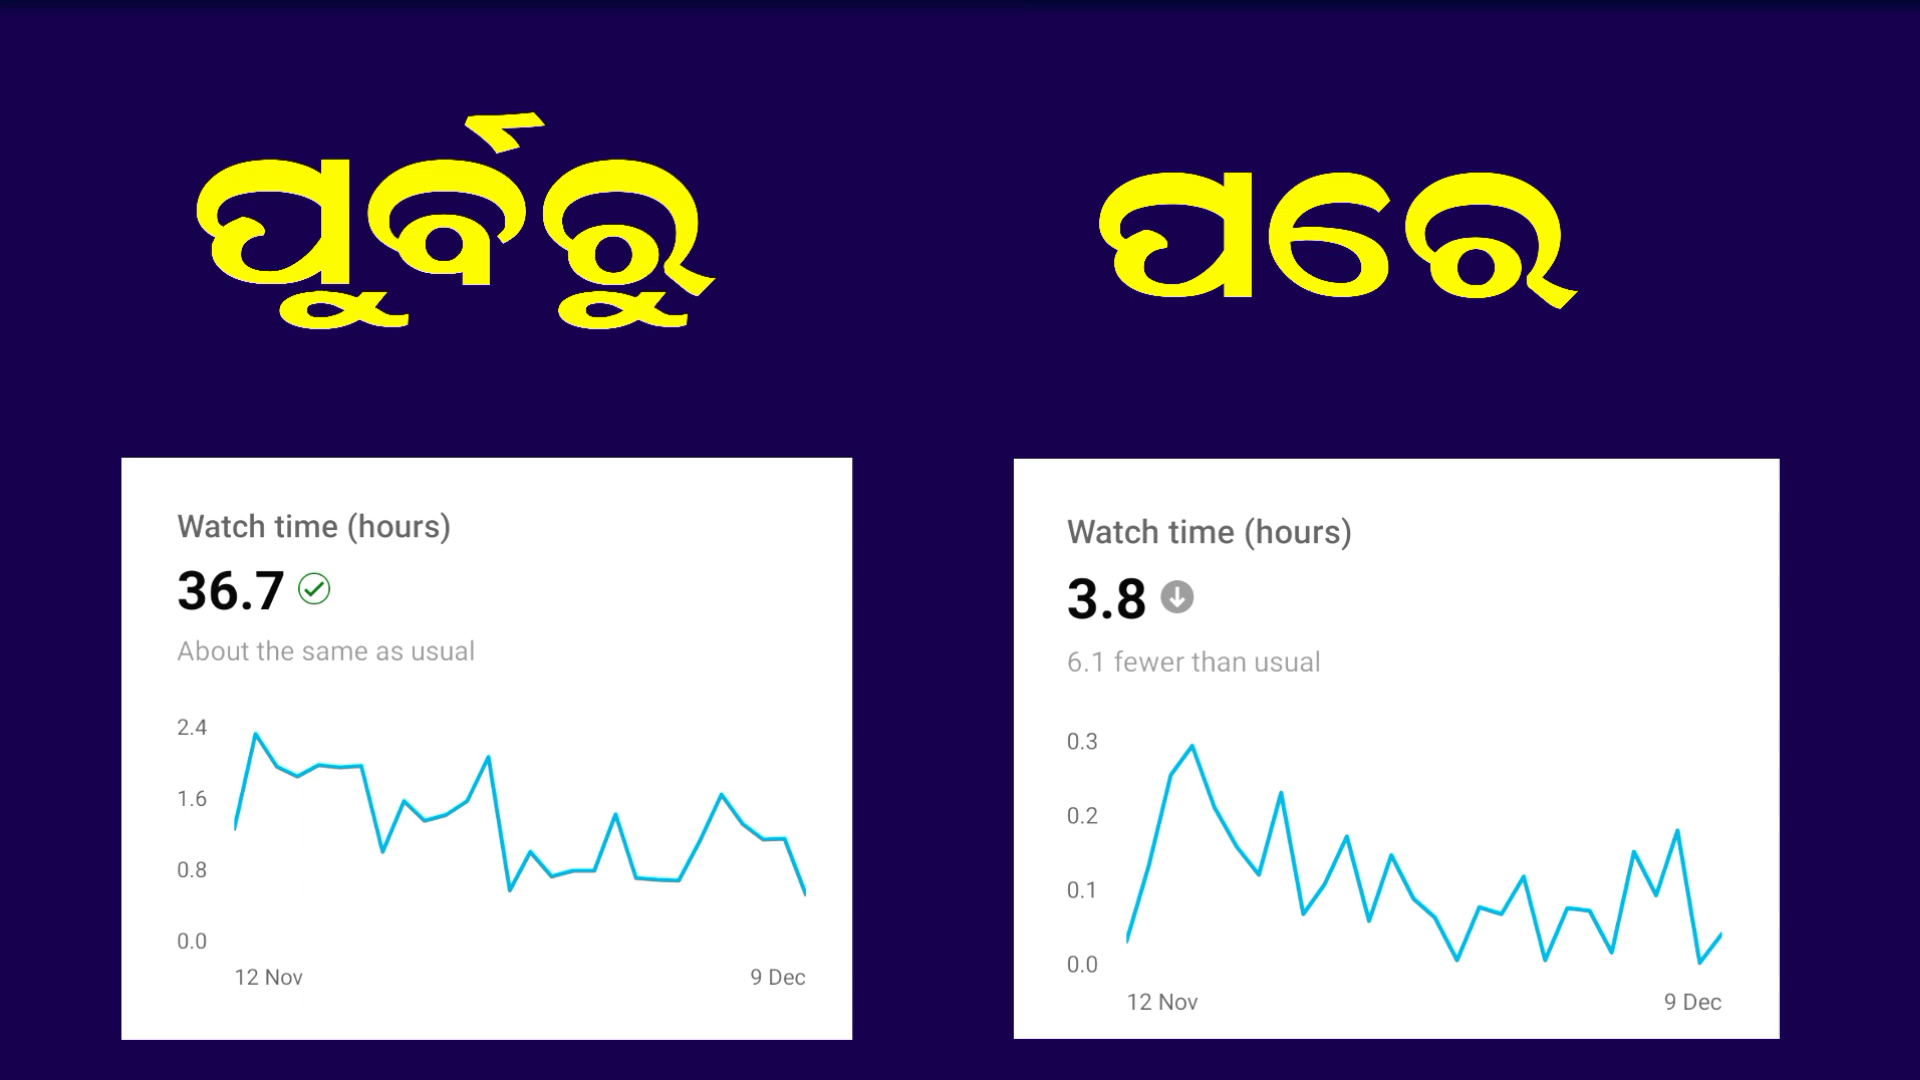 ପୁର୍ବରୁ
ପରେ
Watch time (hours)
36.7
About the same as usual
2.4
1.6
0.8
0.0
12 Nov 9 Dec
Watch time (hours)
3.8
6.1 fewer than usual
0.3
0.2
0.1
0.0
12 Nov 9 Dec